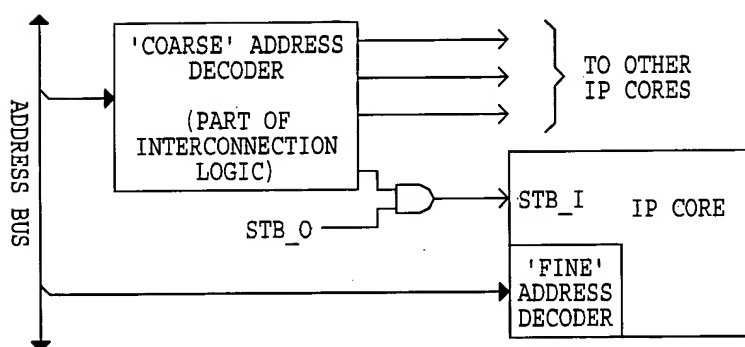 'COARSE' ADDRESS
DECODER
(PART OF
INTERCONNECTION
LOGIC)
TO OTHER
IP CORES
ADDRESS BUS
STB_O
STB_I
IP CORE
'FINE'
ADDRESS
DECODER